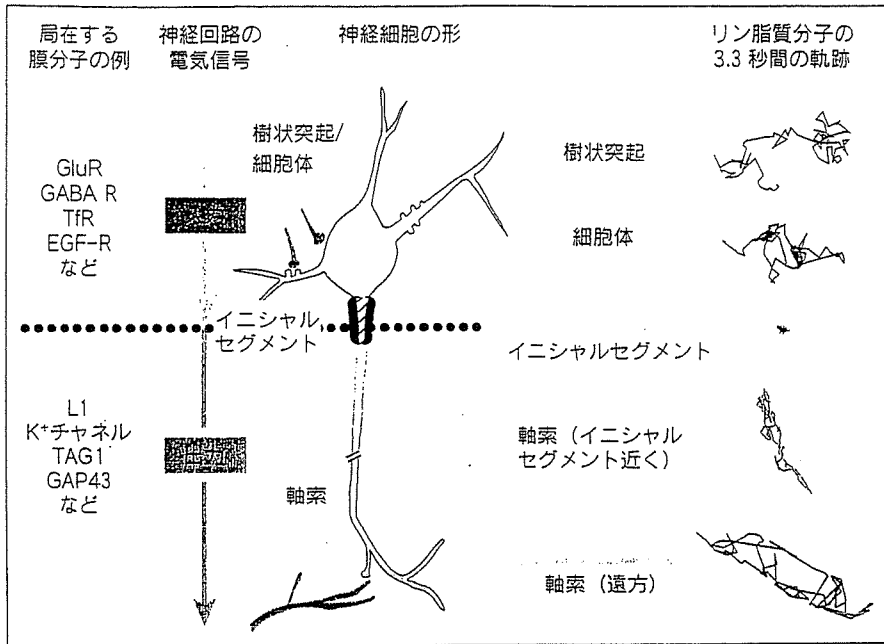 局在する
膜分子の例
神経回路の
電気信号
神経細胞の形
リン脂質分子の
3.3 秒間の軌跡
GluR
GABA R
TfR
EGF-R
など
樹状突起/
細胞体
樹状突起
細胞体
イニシャル
セグメント
イニシャルセグメント
L1
K⁺チャネル
TAG1
GAP43
など
出力
軸索
軸索（イニシャル
セグメント近く）
軸索（遠方）